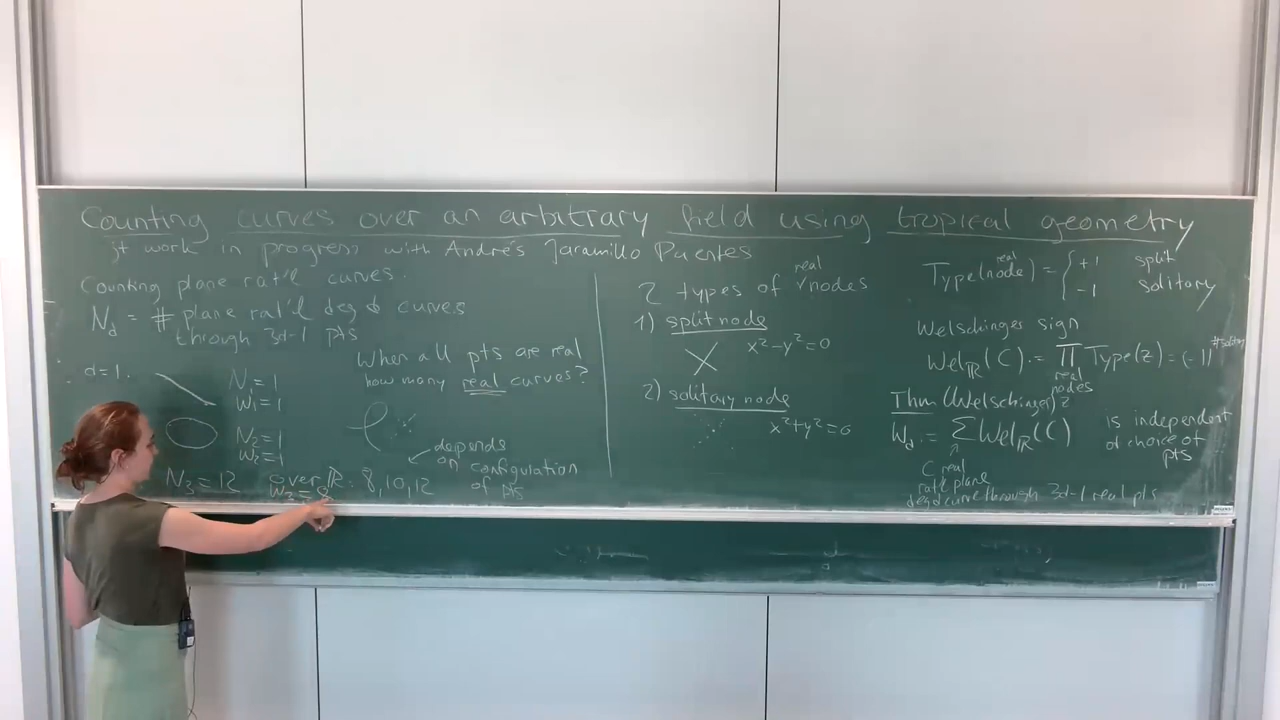 Counting curves over an arbitrary field using tropical geometry
jt work in progress with Andrés Jaramillo Puentes
Counting plane rat'l curves.
N_d = # plane rat'l deg d curves
through 3d-1 pts
d=1.
N_1=1
W_1=1
N_2=1
W_2=1
N_3=12
over ℝ: 8,10,12
W_3=8
When all pts are real
how many real curves?
depends
on configuration
of pts
2 types of real nodes
1) split node
x²-y²=0
2) solitary node
x²+y²=0
Type(real node) = { +1 split
-1 solitary
Welschinger sign
Wel_ℝ(C) := ∏ Type(z) = (-1)^#solitary
real
nodes
Thm (Welschinger)
W_d := ΣWel_ℝ(C)
is independent
of choice of
pts
C real
rat'l plane
deg d curve through 3d-1 real pts